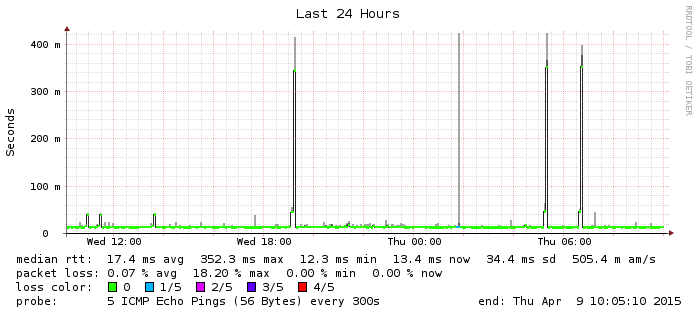 Last 24 Hours
RRDTOOL / TOBI OETIKER
Seconds
400 m
300 m
200 m
100 m
0
Wed 12:00 Wed 18:00 Thu 00:00 Thu 06:00
median rtt: 17.4 ms avg 352.3 ms max 12.3 ms min 13.4 ms now 34.4 ms sd 505.4 m am/s
packet loss: 0.07 % avg 18.20 % max 0.00 % min 0.00 % now
loss color: 0 1/5 2/5 3/5 4/5
probe: 5 ICMP Echo Pings (56 Bytes) every 300s end: Thu Apr 9 10:05:10 2015